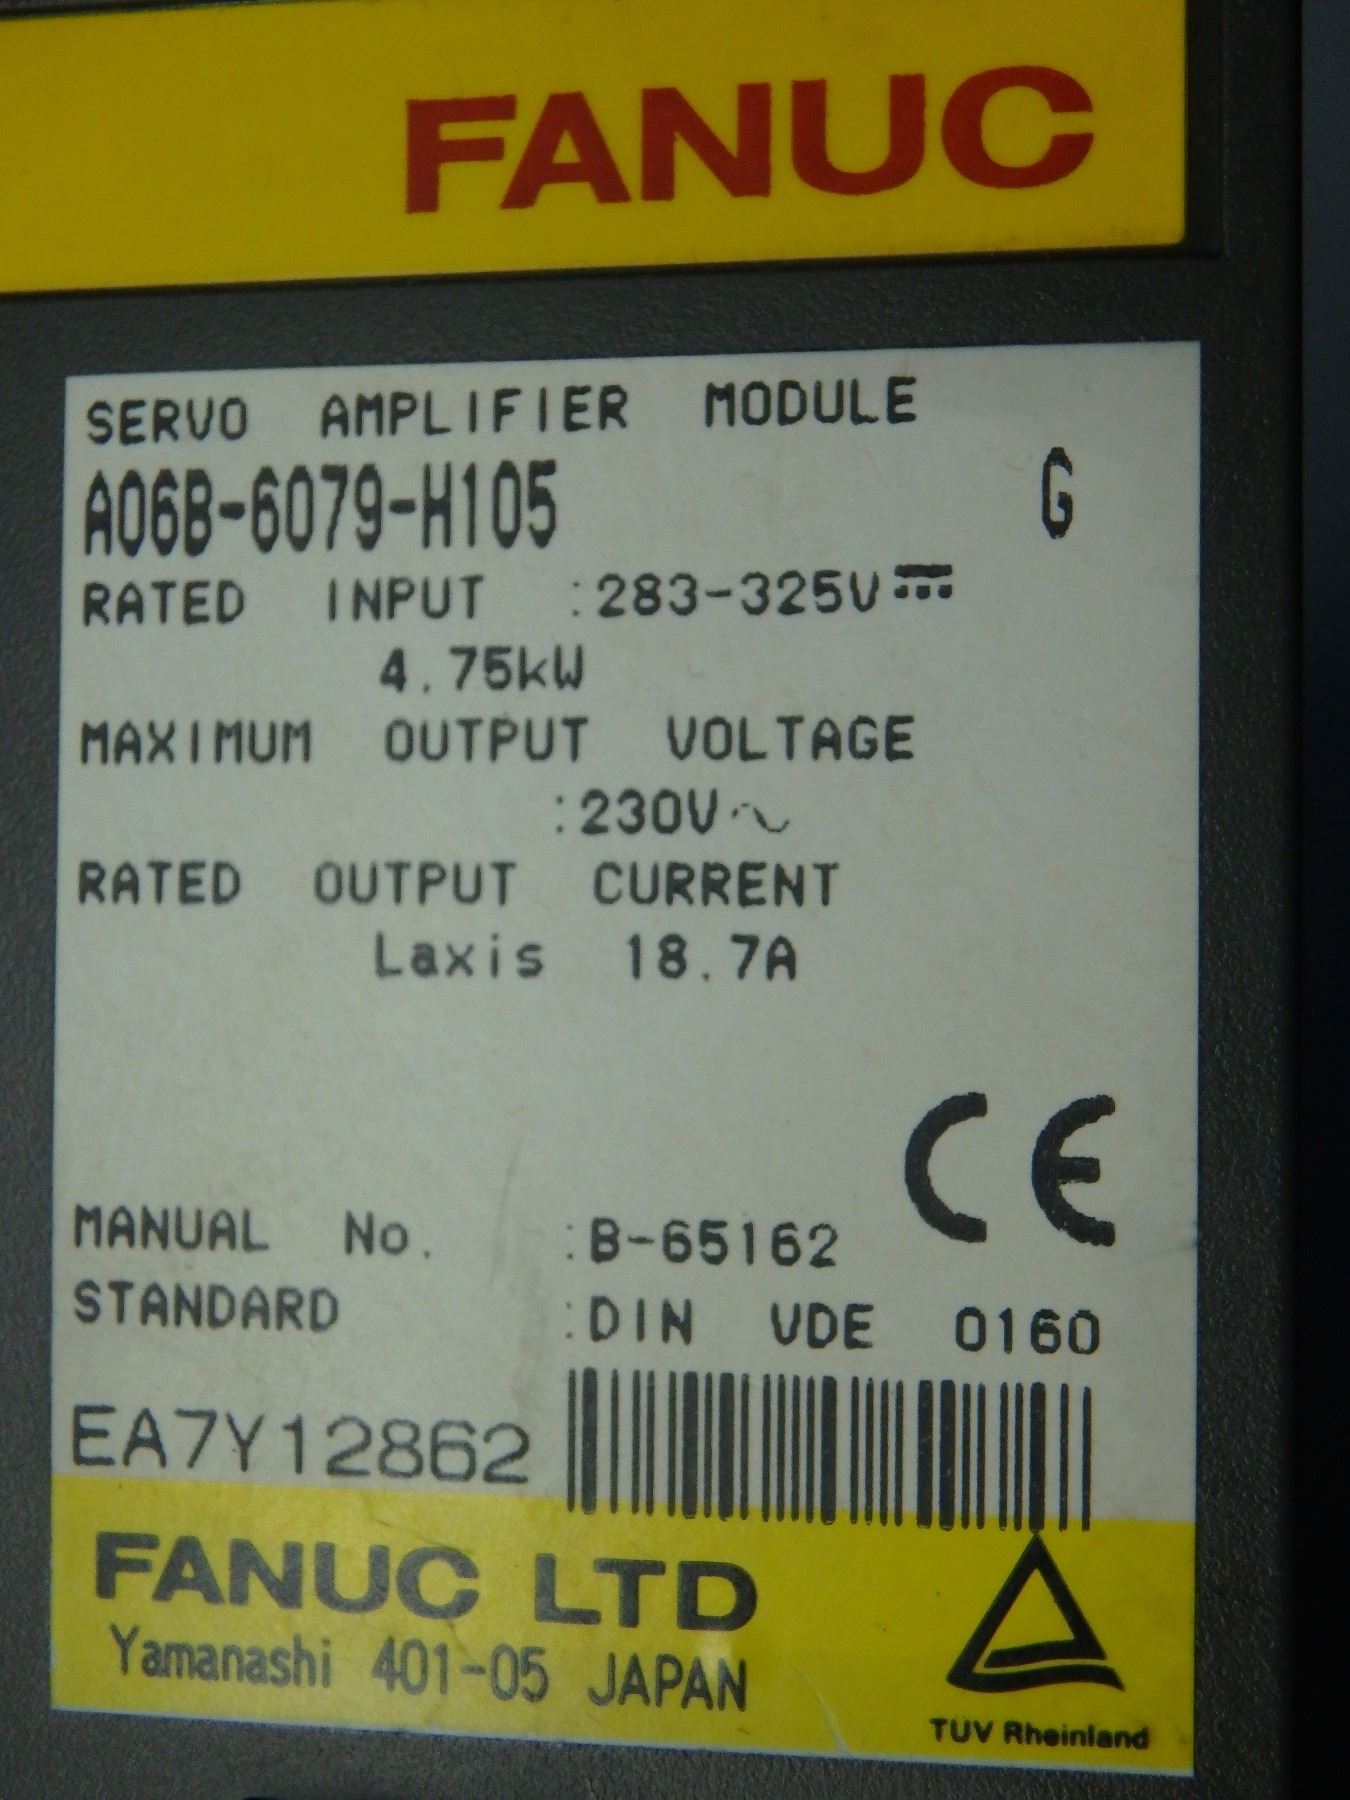 FANUC
SERVO AMPLIFIER MODULE
A06B-6079-H105 G
RATED INPUT :283-325V⎓
4.75kW
MAXIMUM OUTPUT VOLTAGE
:230V∿
RATED OUTPUT CURRENT
Laxis 18.7A
CE
MANUAL No. :B-65162
STANDARD :DIN VDE 0160
EA7Y12862
FANUC LTD
Yamanashi 401-05 JAPAN
TÜV Rheinland